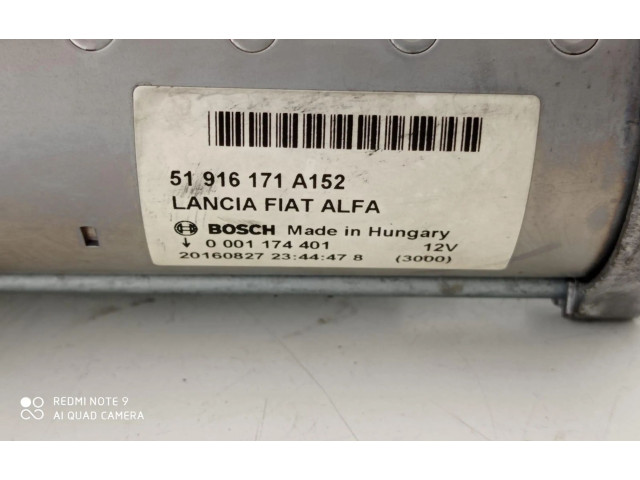 51 916 171 A152
LANCIA FIAT ALFA
BOSCH Made in Hungary
↓ 0 001 174 401 12V
20160827 23:44:47 8 (3000)
REDMI NOTE 9
AI QUAD CAMERA